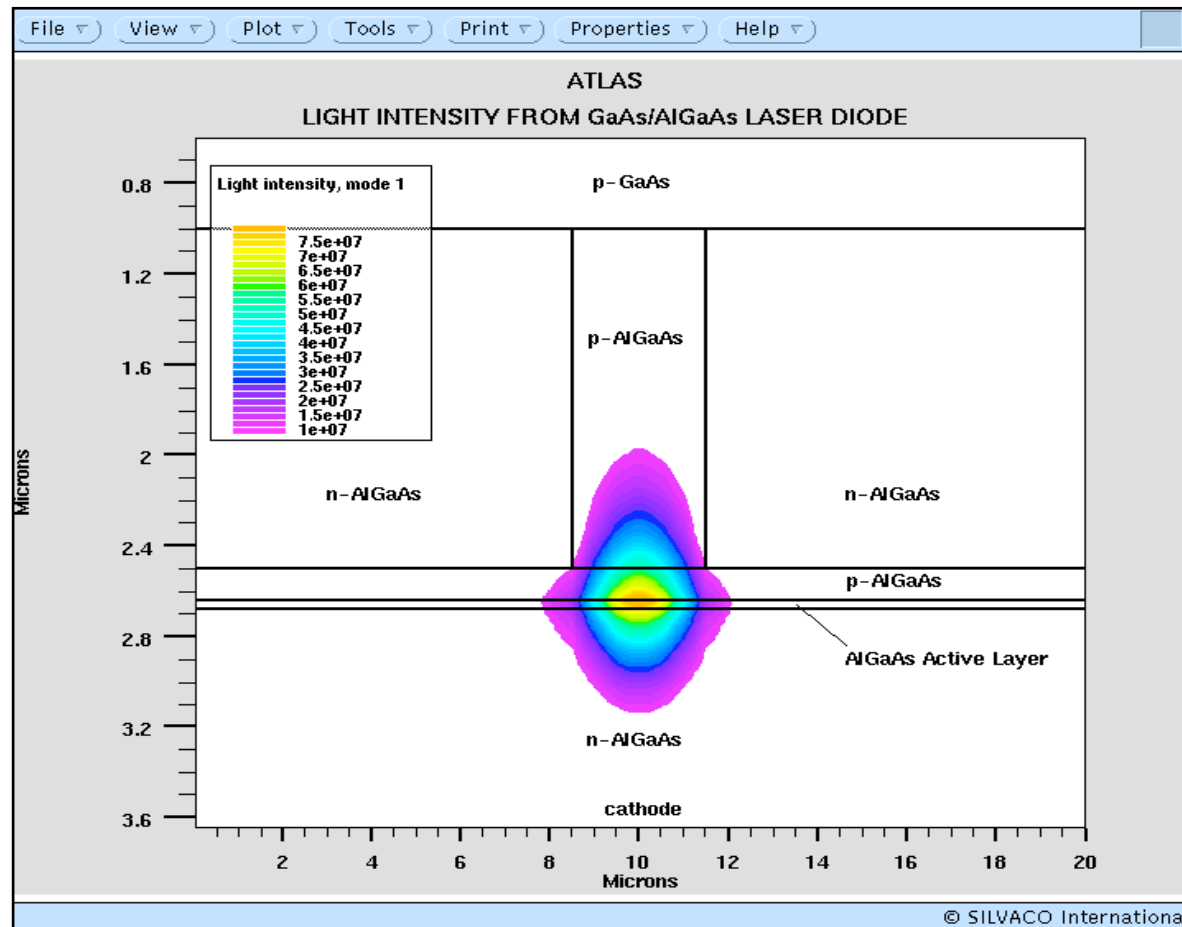 File View Plot Tools Print Properties Help
ATLAS
LIGHT INTENSITY FROM GaAs/AlGaAs LASER DIODE
Light intensity, mode 1
7.5e+07
7e+07
6.5e+07
6e+07
5.5e+07
5e+07
4.5e+07
4e+07
3.5e+07
3e+07
2.5e+07
2e+07
1.5e+07
1e+07
p-GaAs
p-AlGaAs
n-AlGaAs
n-AlGaAs
p-AlGaAs
AlGaAs Active Layer
n-AlGaAs
cathode
Microns
0.8
1.2
1.6
2
2.4
2.8
3.2
3.6
2 4 6 8 10 12 14 16 18 20
Microns
© SILVACO Internationa